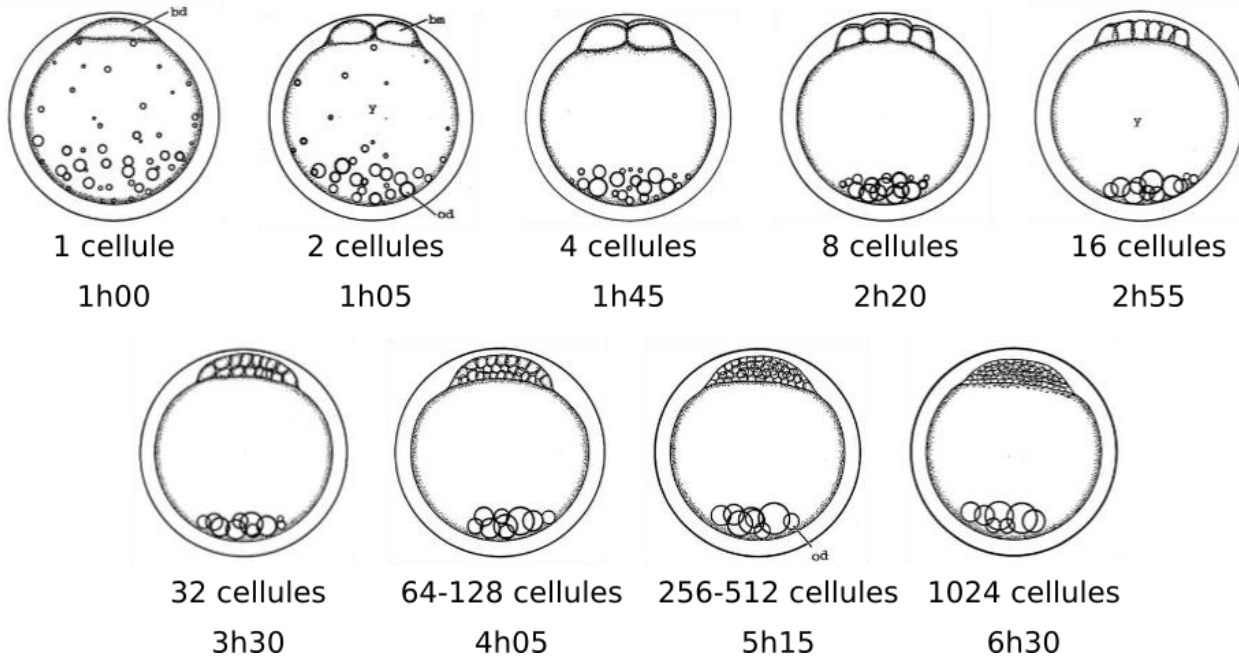 bd
bm
y
od
y
1 cellule
2 cellules
4 cellules
8 cellules
16 cellules
1h00
1h05
1h45
2h20
2h55
od
32 cellules
64-128 cellules
256-512 cellules
1024 cellules
3h30
4h05
5h15
6h30